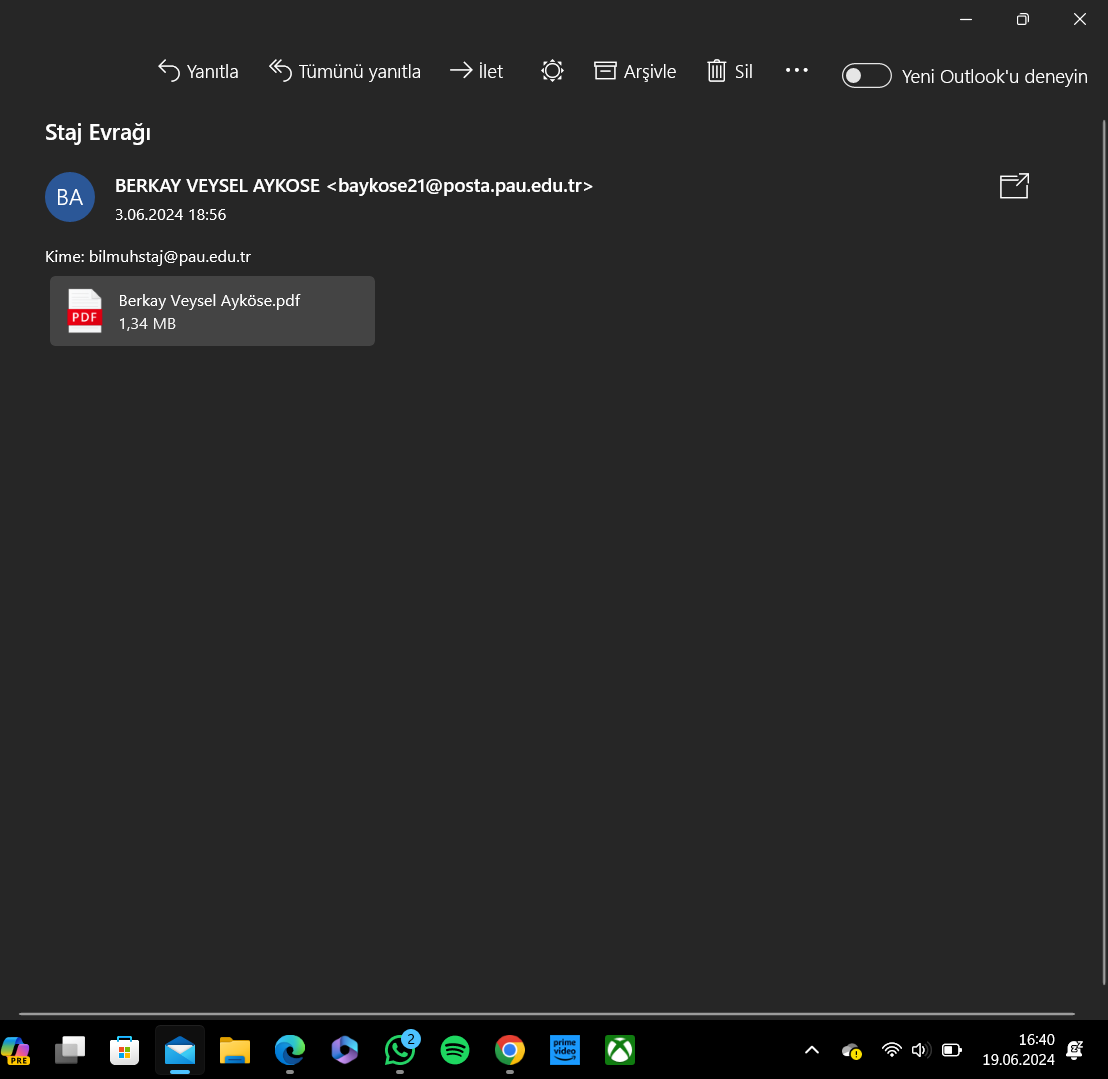 Yanıtla Tümünü yanıtla İlet Arşivle Sil Yeni Outlook'u deneyin
Staj Evrağı
BA
BERKAY VEYSEL AYKOSE <baykose21@posta.pau.edu.tr>
3.06.2024 18:56
Kime: bilmuhstaj@pau.edu.tr
PDF
Berkay Veysel Ayköse.pdf
1,34 MB
PRE
2
prime video
16:40
19.06.2024